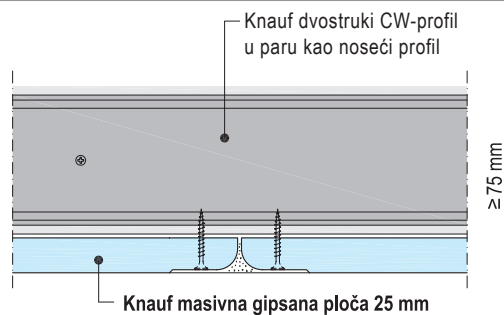 Knauf dvostruki CW-profil
u paru kao noseći profil
≥ 75 mm
Knauf masivna gipsana ploča 25 mm